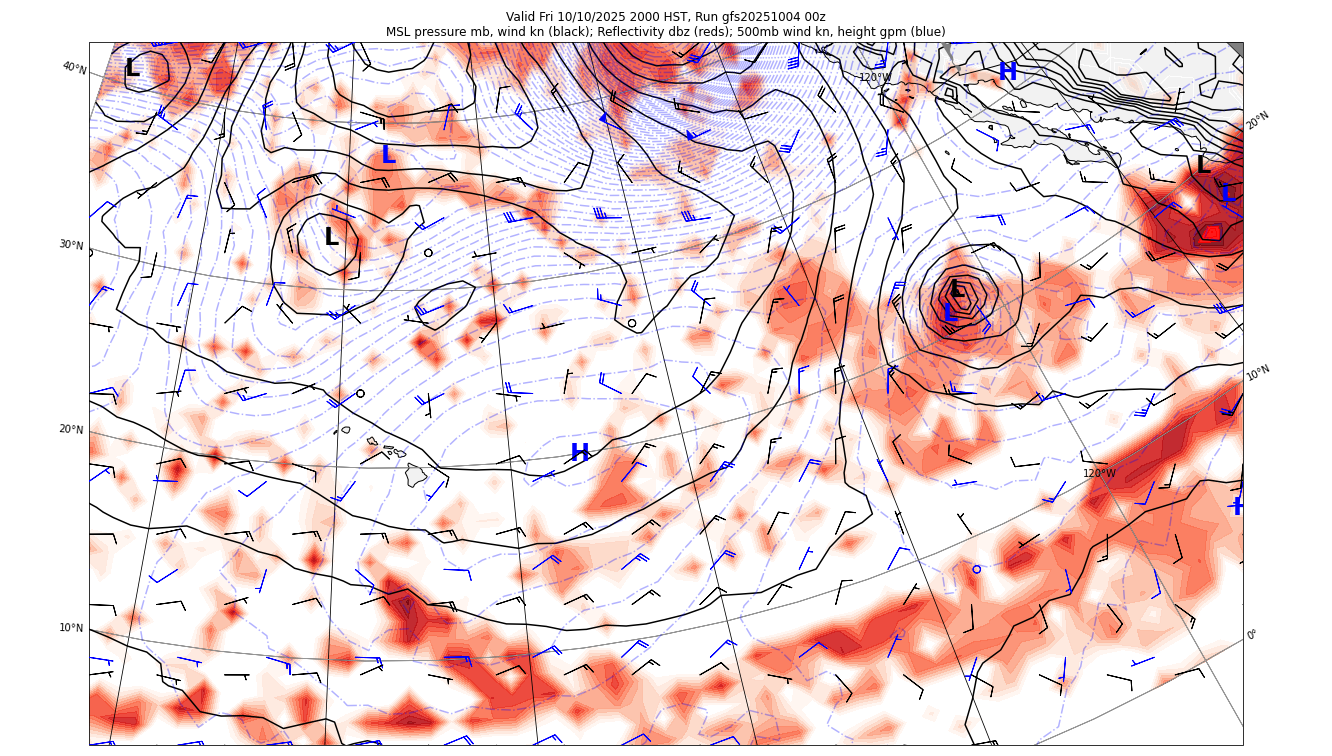 Valid Fri 10/10/2025 2000 HST, Run gfs20251004 00z
MSL pressure mb, wind kn (black); Reflectivity dbz (reds); 500mb wind kn, height gpm (blue)
40°N
L
120°W
H
20°N
L
L
L
30°N
L
L
L
10°N
20°N
H
120°W
H
10°N
0°